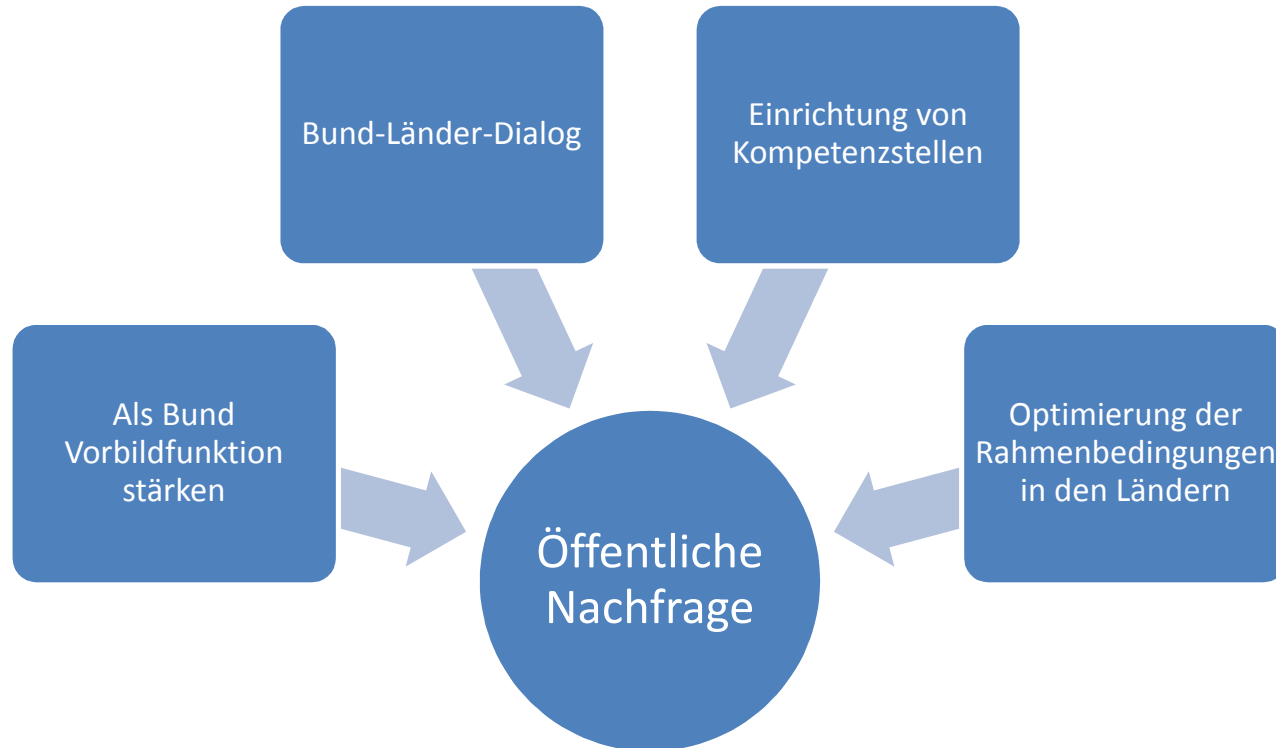 Bund-Länder-Dialog
Einrichtung von
Kompetenzstellen
Als Bund
Vorbildfunktion
stärken
Optimierung der
Rahmenbedingungen
in den Ländern
Öffentliche
Nachfrage